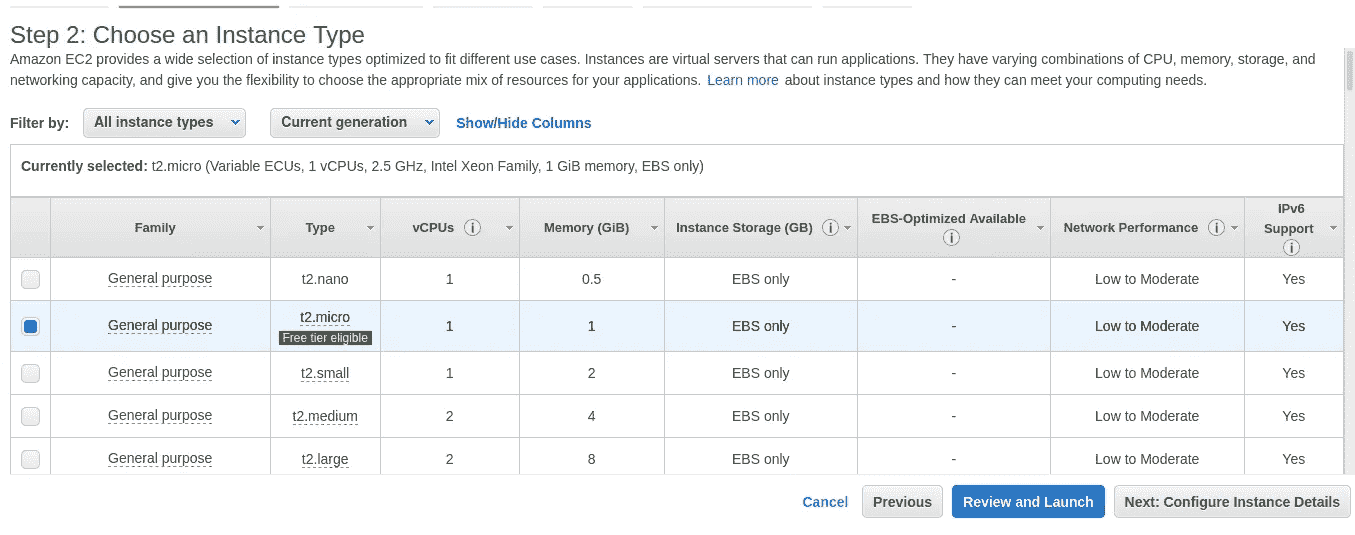 Step 2: Choose an Instance Type
Amazon EC2 provides a wide selection of instance types optimized to fit different use cases. Instances are virtual servers that can run applications. They have varying combinations of CPU, memory, storage, and
networking capacity, and give you the flexibility to choose the appropriate mix of resources for your applications. Learn more about instance types and how they can meet your computing needs.
Filter by: All instance types Current generation Show/Hide Columns
Currently selected: t2.micro (Variable ECUs, 1 vCPUs, 2.5 GHz, Intel Xeon Family, 1 GiB memory, EBS only)
Family Type vCPUs i Memory (GiB) Instance Storage (GB) i EBS-Optimized Available i Network Performance i IPv6 Support i
General purpose t2.nano 1 0.5 EBS only - Low to Moderate Yes
General purpose t2.micro Free tier eligible 1 1 EBS only - Low to Moderate Yes
General purpose t2.small 1 2 EBS only - Low to Moderate Yes
General purpose t2.medium 2 4 EBS only - Low to Moderate Yes
General purpose t2.large 2 8 EBS only - Low to Moderate Yes
Cancel Previous Review and Launch Next: Configure Instance Details